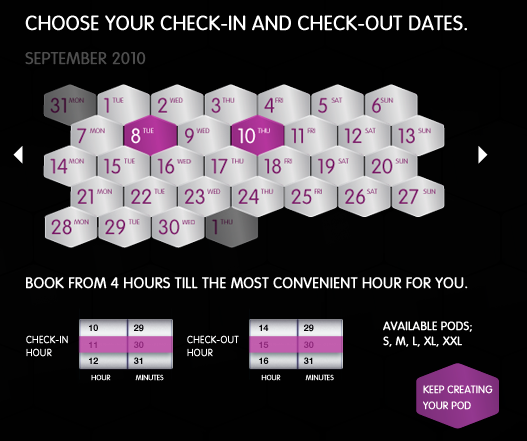 CHOOSE YOUR CHECK-IN AND CHECK-OUT DATES.
SEPTEMBER 2010
31 MON 1 TUE 2 WED 3 THU 4 FRI 5 SAT 6 SUN
7 MON 8 TUE 9 WED 10 THU 11 FRI 12 SAT 13 SUN
14 MON 15 TUE 16 WED 17 THU 18 FRI 19 SAT 20 SUN
21 MON 22 TUE 23 WED 24 THU 25 FRI 26 SAT 27 SUN
28 MON 29 TUE 30 WED 1 THU
BOOK FROM 4 HOURS TILL THE MOST CONVENIENT HOUR FOR YOU.
CHECK-IN
HOUR
10 29
11 30
12 31
HOUR MINUTES
CHECK-OUT
HOUR
14 29
15 30
16 31
HOUR MINUTES
AVAILABLE PODS;
S, M, L, XL, XXL
KEEP CREATING
YOUR POD